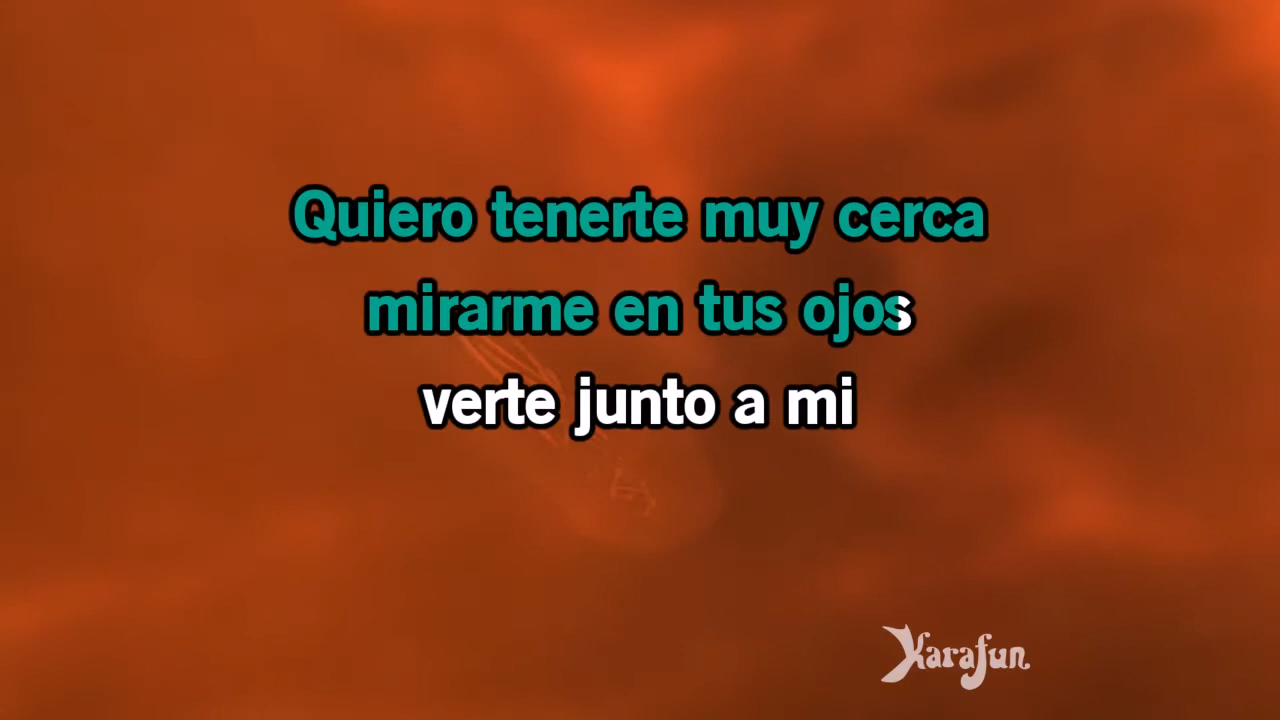 Quiero tenerte muy cerca
mirarme en tus ojos
verte junto a mi
Karafun